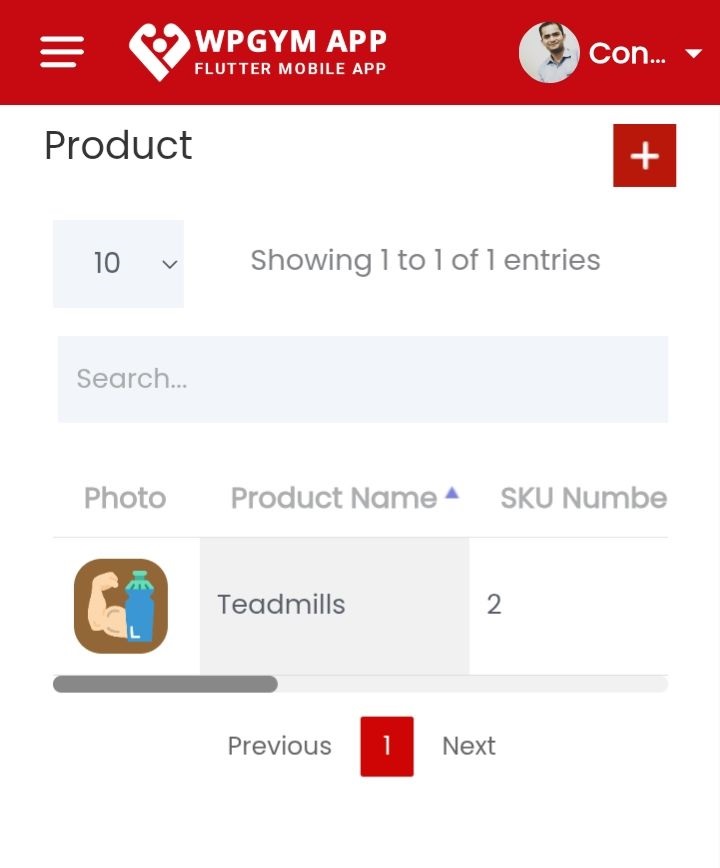 WPGYM APP
FLUTTER MOBILE APP
Con...
Product
+
10
Showing 1 to 1 of 1 entries
Search...
Photo Product Name SKU Numbe
L
Teadmills 2
Previous 1 Next